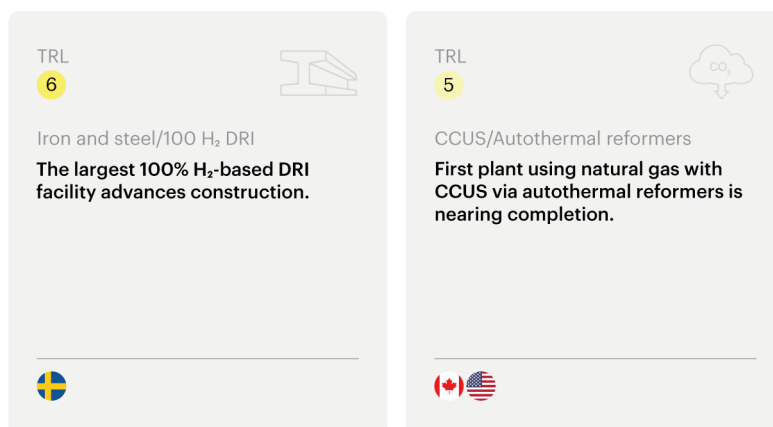 TRL
6
Iron and steel/100 H₂ DRI
The largest 100% H₂-based DRI
facility advances construction.
TRL
5
CO₂
CCUS/Autothermal reformers
First plant using natural gas with
CCUS via autothermal reformers is
nearing completion.